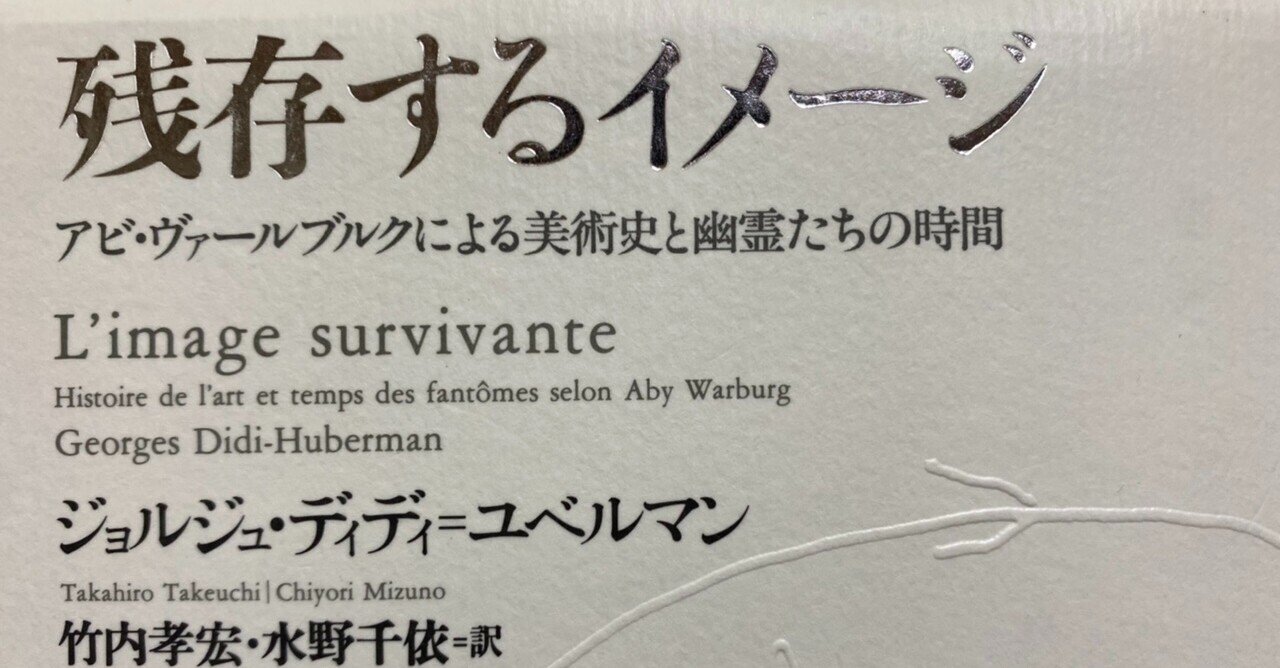 残存するイメージ
アビ・ヴァールブルクによる美術史と幽霊たちの時間
L'image survivante
Histoire de l'art et temps des fantômes selon Aby Warburg
Georges Didi-Huberman
ジョルジュ・ディディ=ユベルマン
Takahiro Takeuchi|Chiyori Mizuno
竹内孝宏・水野千依=訳